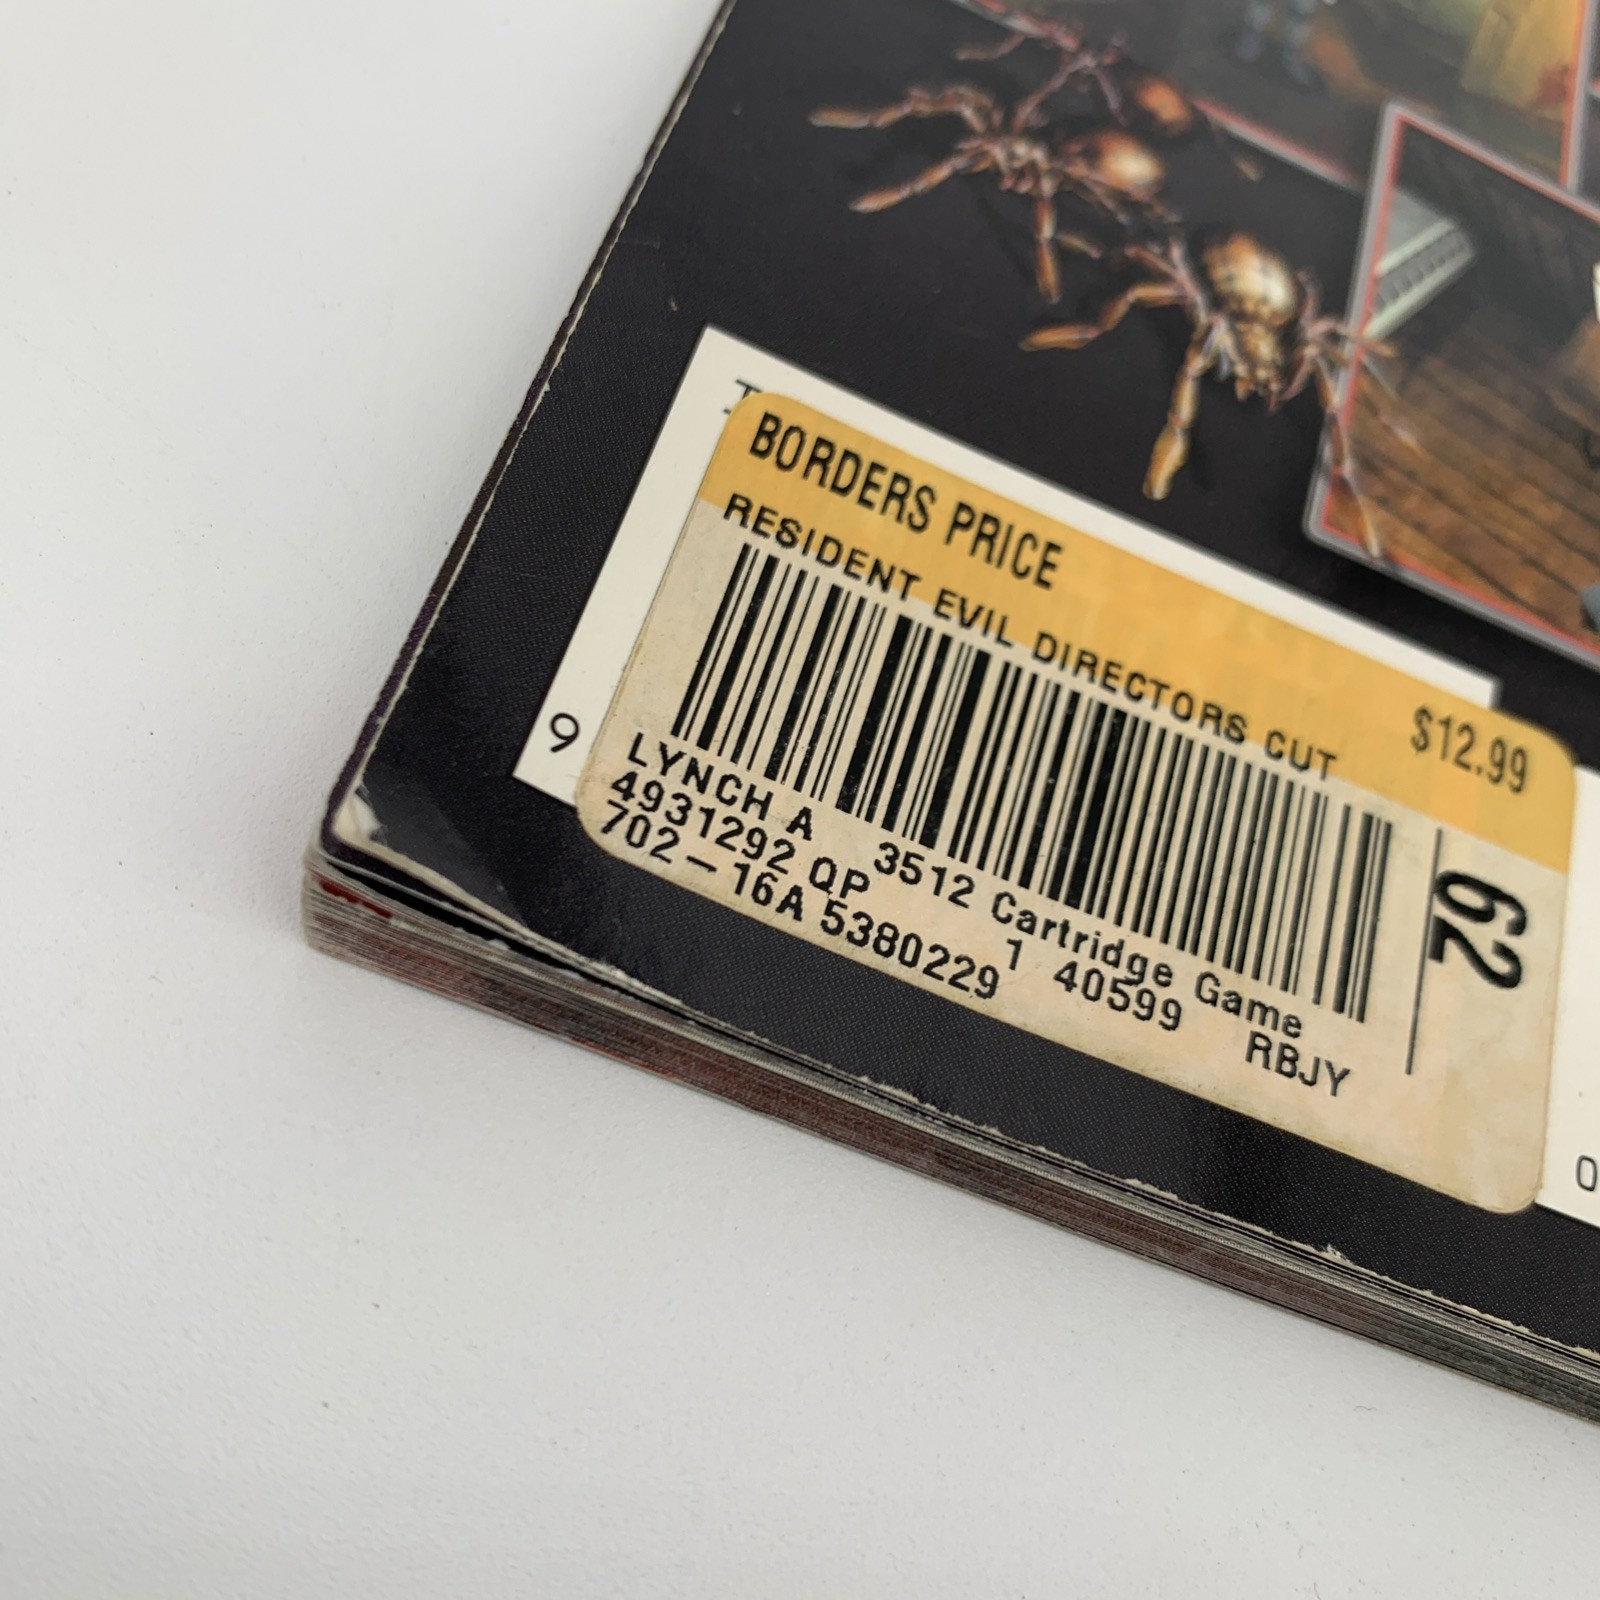 BORDERS PRICE
RESIDENT EVIL DIRECTORS CUT
$12.99
9
LYNCH A 3512 Cartridge Game
4931292 QP 1 40599 RBJY
702-16A 5380229
62
0